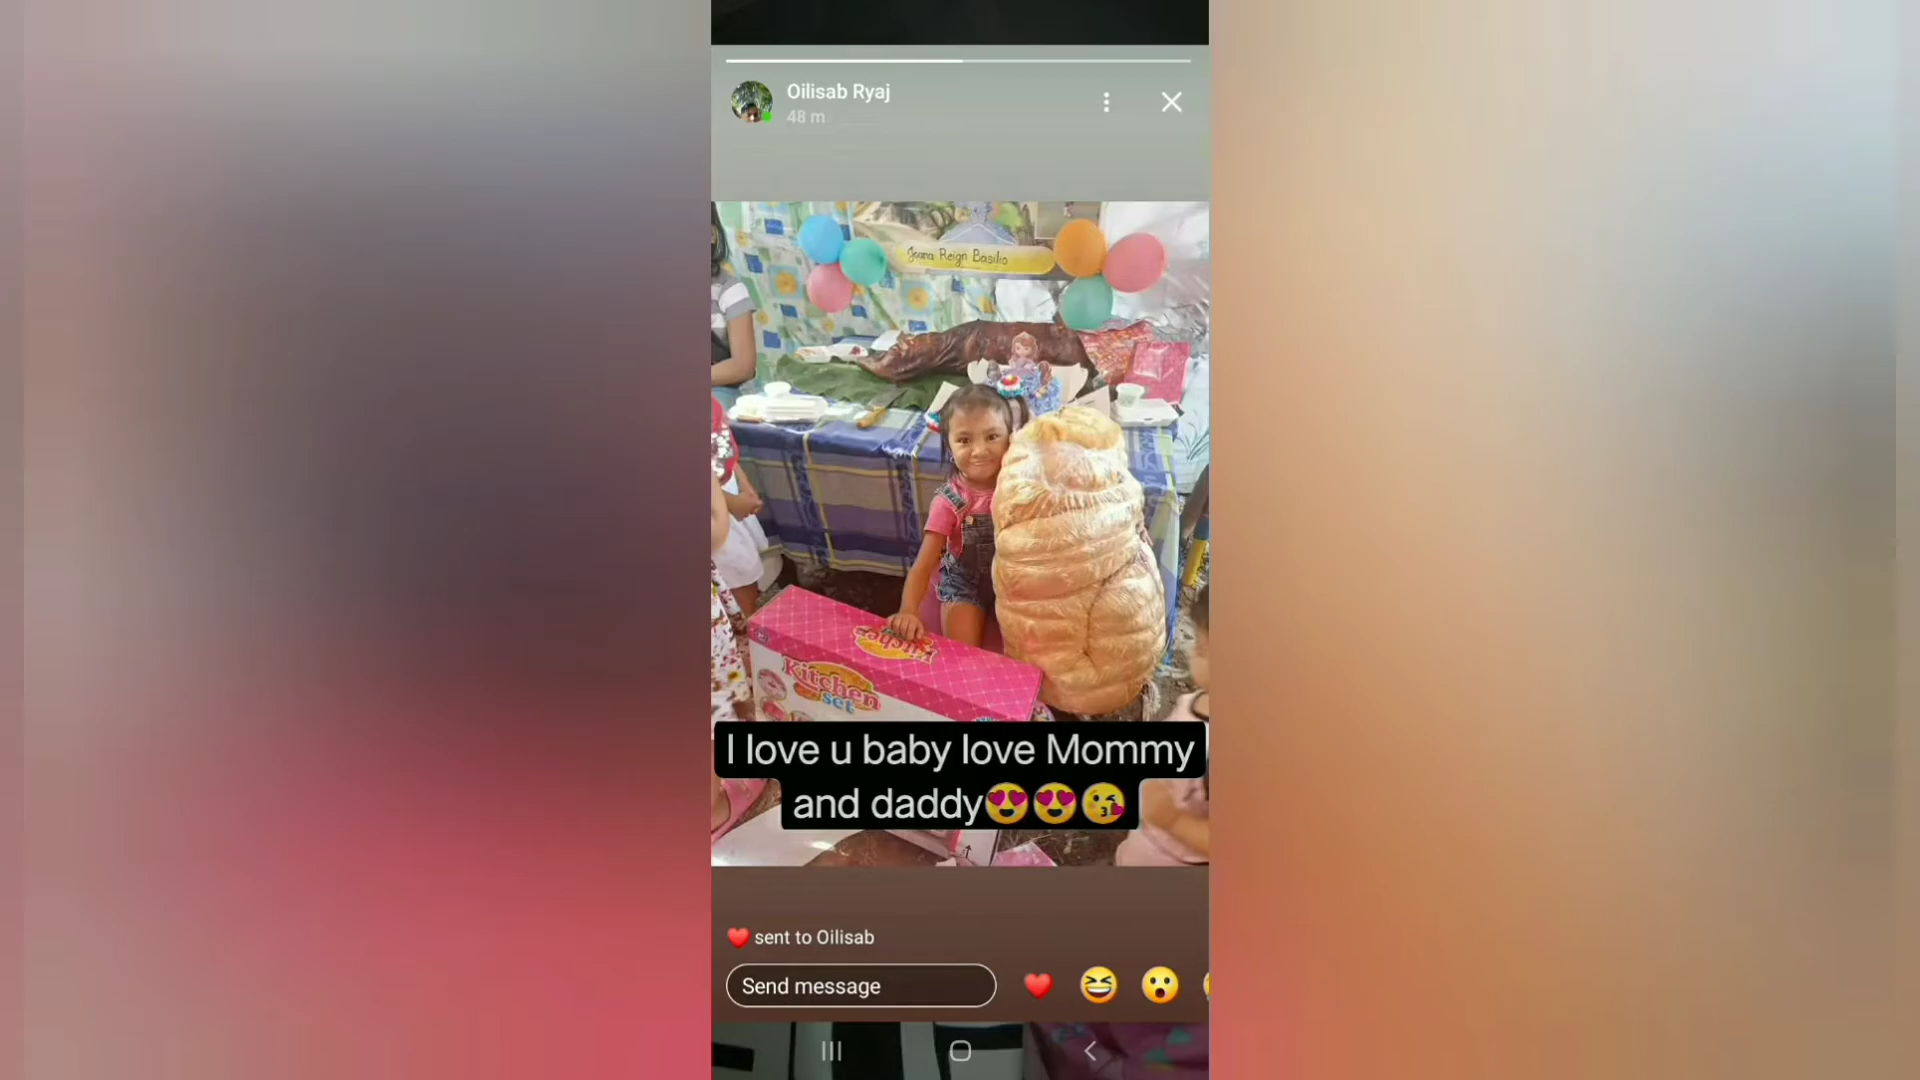 Oilisab Ryaj
48 m
Jeana Reign Basilio
Kitchen
Kitchen
set
I love u baby love Mommy
and daddy😍😍😘
❤️ sent to Oilisab
Send message